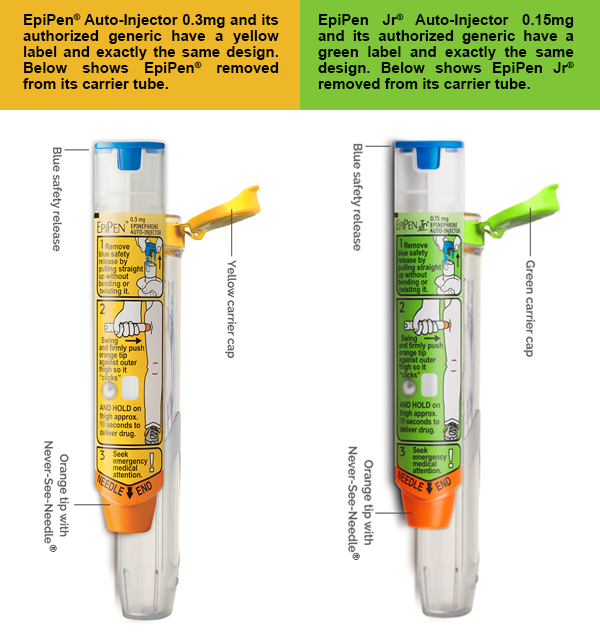 EpiPen® Auto-Injector 0.3mg and its
authorized generic have a yellow
label and exactly the same design.
Below shows EpiPen® removed
from its carrier tube.
EpiPen Jr® Auto-Injector 0.15mg
and its authorized generic have a
green label and exactly the same
design. Below shows EpiPen Jr®
removed from its carrier tube.
Blue safety release
Yellow carrier cap
Orange tip with
Never-See-Needle®
EPIPEN®
0.3 mg
EPINEPHRINE
AUTO-INJECTOR
1 Remove
blue safety
release by
pulling straight
up without
bending or
twisting it.
2
Swing
and firmly push
orange tip
against outer
thigh so it
"clicks"
AND HOLD on
thigh approx.
deliver drug.
3 Seek
emergency
medical
attention.
!
NEEDLE END
Blue safety release
Green carrier cap
Orange tip with
Never-See-Needle®
EPIPEN Jr®
0.15 mg
EPINEPHRINE
AUTO-INJECTOR
1 Remove
blue safety
release by
pulling straight
up without
bending or
twisting it.
2
Swing
and firmly push
orange tip
against outer
thigh so it
"clicks"
AND HOLD on
thigh approx.
deliver drug.
3 Seek
emergency
medical
attention.
!
NEEDLE END